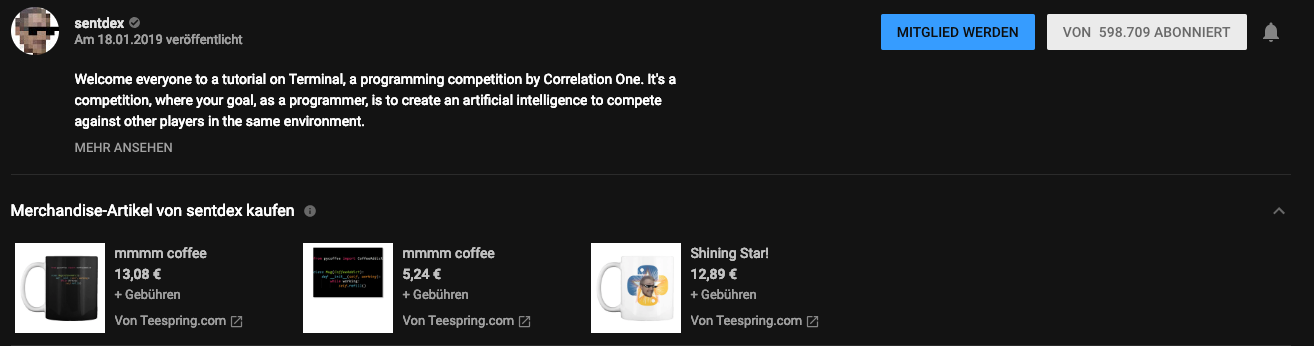 sentdex
Am 18.01.2019 veröffentlicht
MITGLIED WERDEN
VON 598.709 ABONNIERT
Welcome everyone to a tutorial on Terminal, a programming competition by Correlation One. It's a
competition, where your goal, as a programmer, is to create an artificial intelligence to compete
against other players in the same environment.
MEHR ANSEHEN
Merchandise-Artikel von sentdex kaufen
mmmm coffee
13,08 €
+ Gebühren
Von Teespring.com
mmmm coffee
5,24 €
+ Gebühren
Von Teespring.com
Shining Star!
12,89 €
+ Gebühren
Von Teespring.com